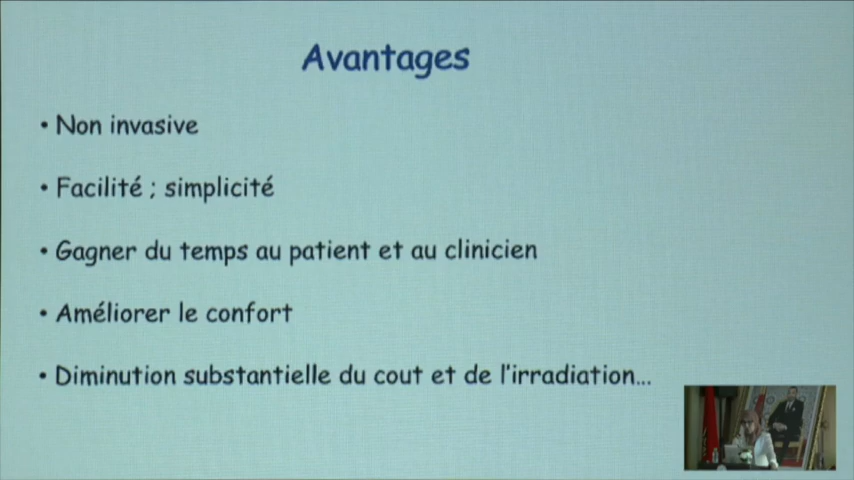 Avantages
• Non invasive
• Facilité ; simplicité
• Gagner du temps au patient et au clinicien
• Améliorer le confort
• Diminution substantielle du cout et de l'irradiation...